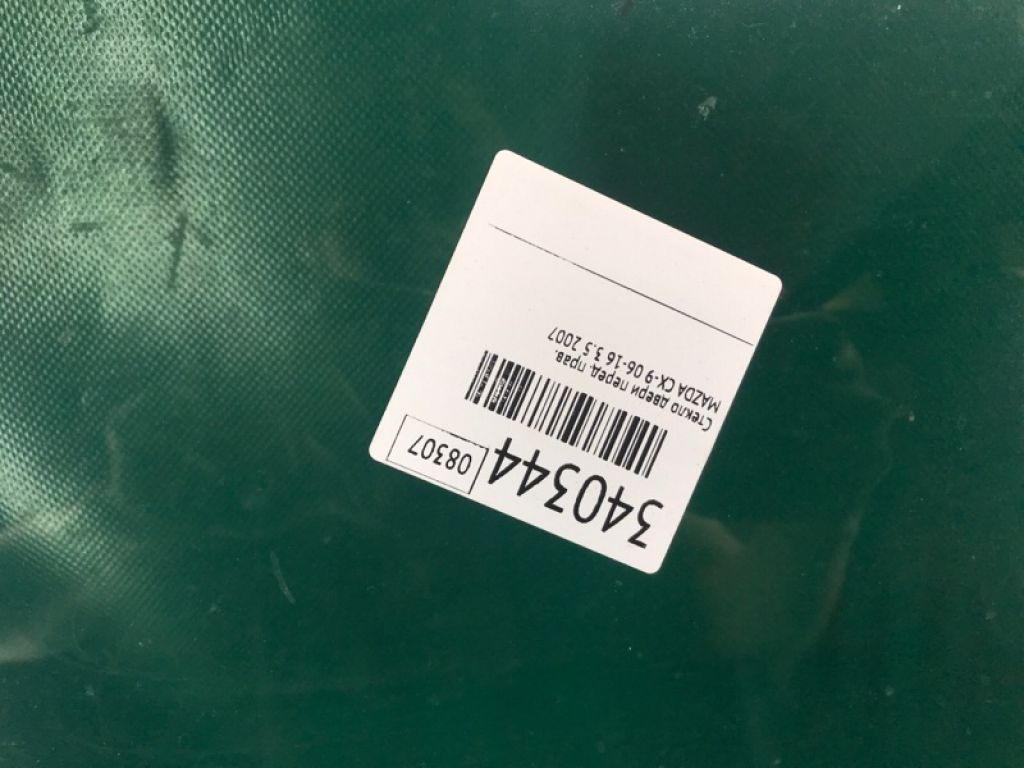 340344 08307
Стекло двери перед. прав.
MAZDA CX-9 06-16 3.5 2007